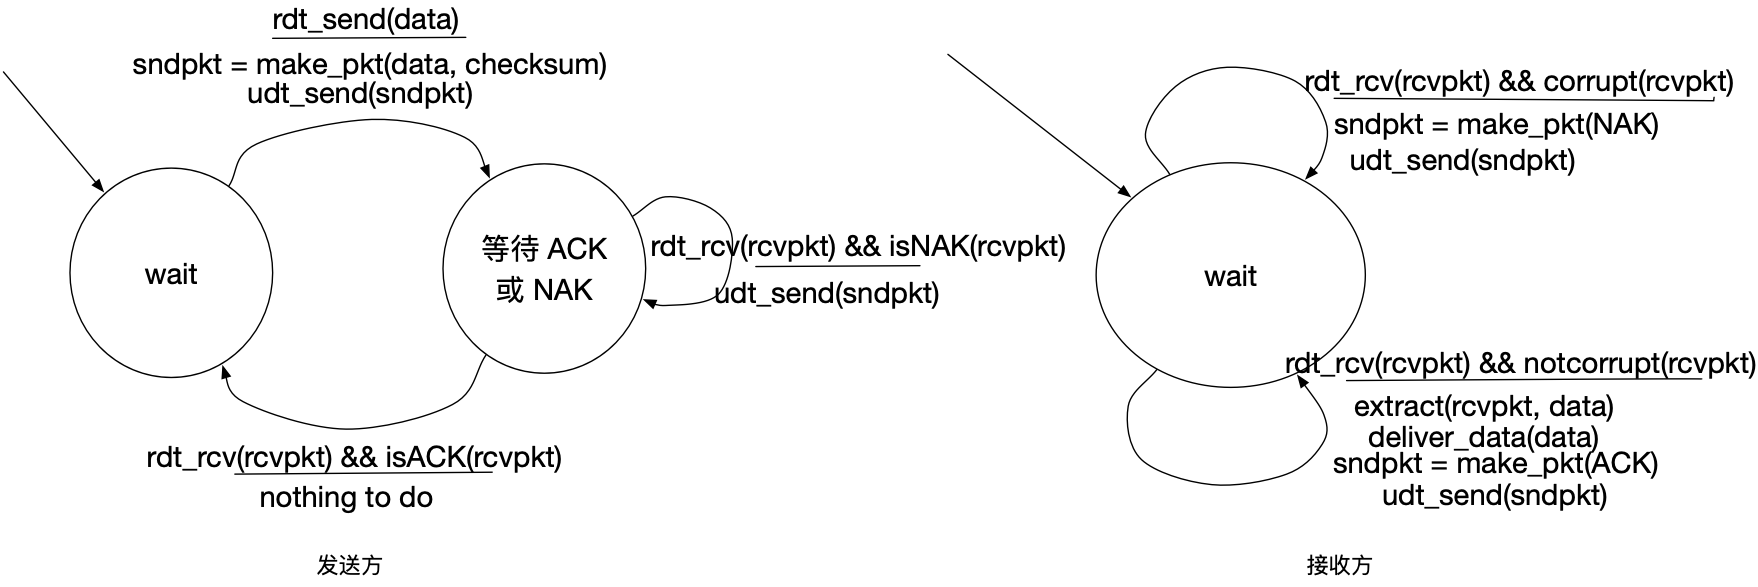 rdt_send(data)
sndpkt = make_pkt(data, checksum)
udt_send(sndpkt)
wait
等待 ACK
或 NAK
rdt_rcv(rcvpkt) && isNAK(rcvpkt)
udt_send(sndpkt)
rdt_rcv(rcvpkt) && isACK(rcvpkt)
nothing to do
发送方
rdt_rcv(rcvpkt) && corrupt(rcvpkt)
sndpkt = make_pkt(NAK)
udt_send(sndpkt)
wait
rdt_rcv(rcvpkt) && notcorrupt(rcvpkt)
extract(rcvpkt, data)
deliver_data(data)
sndpkt = make_pkt(ACK)
udt_send(sndpkt)
接收方